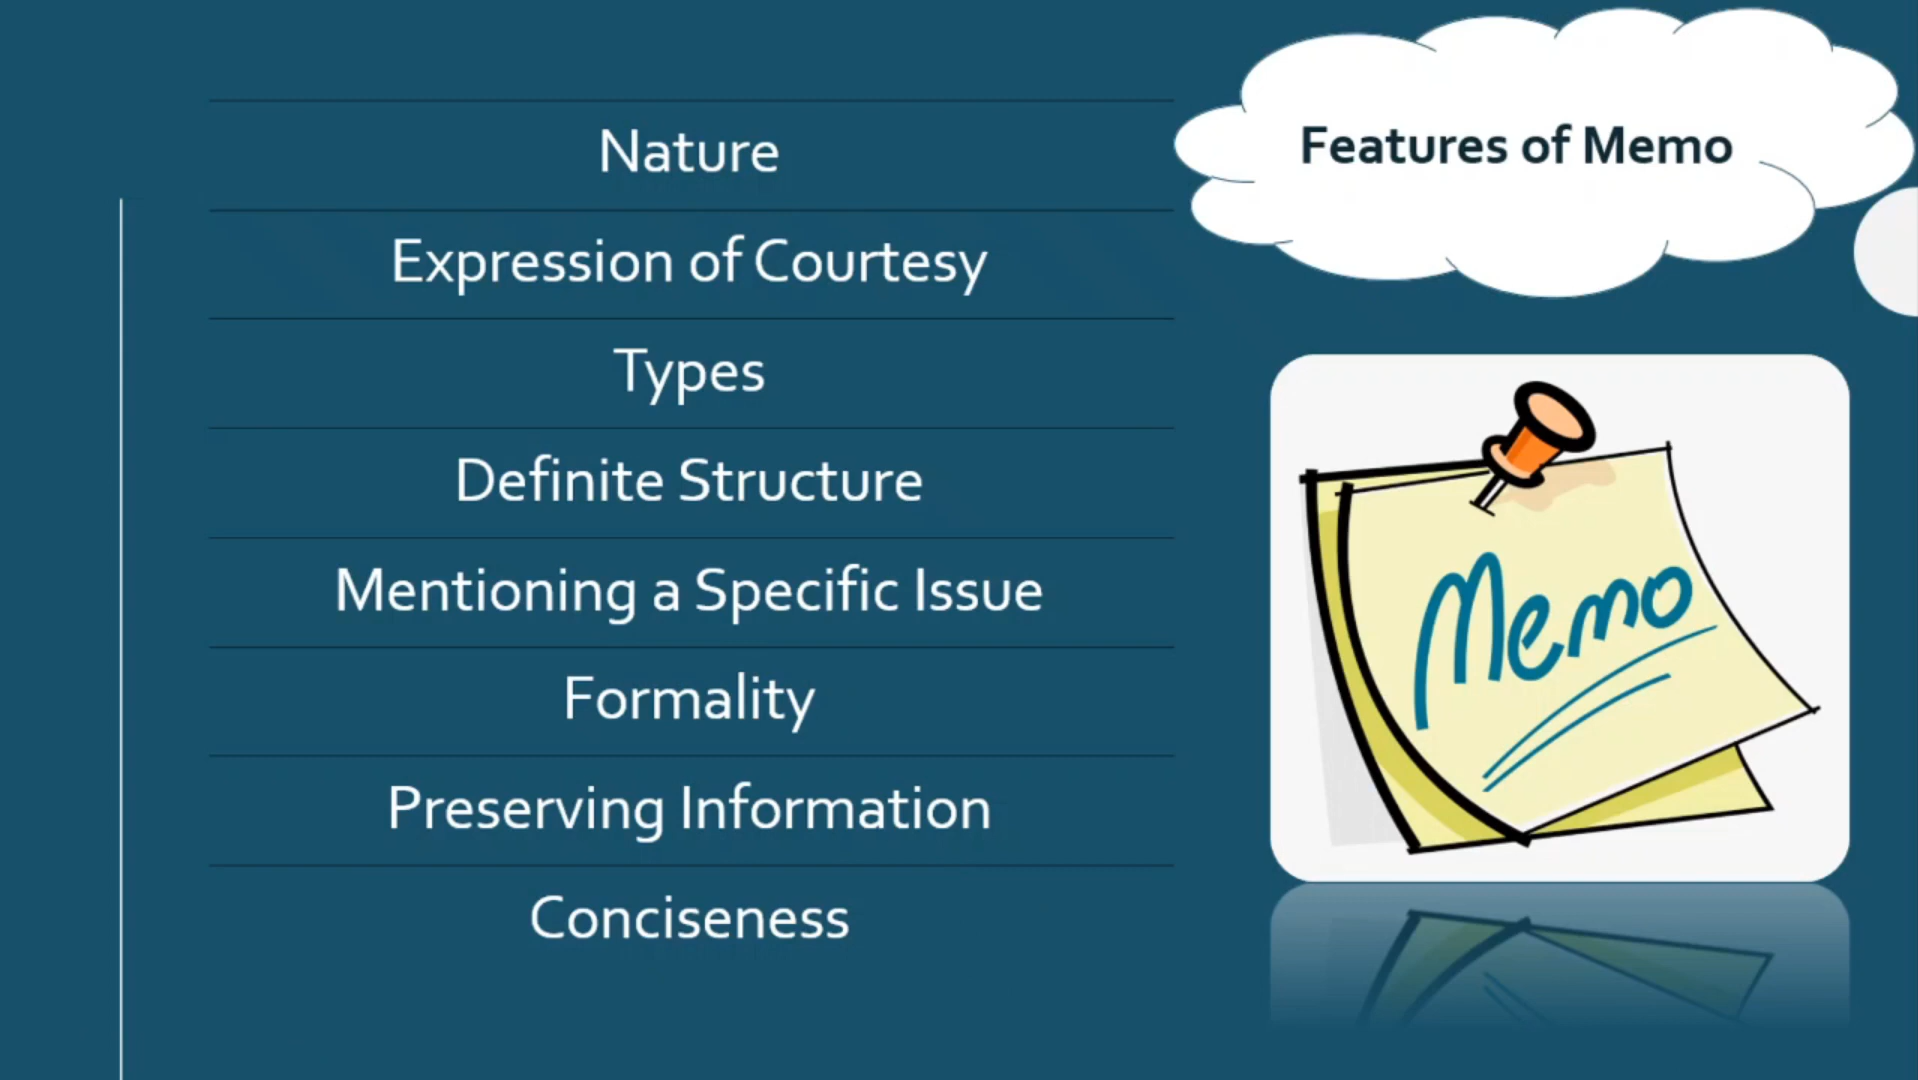 Features of Memo
Nature
Expression of Courtesy
Types
Definite Structure
Mentioning a Specific Issue
Formality
Preserving Information
Conciseness
Memo